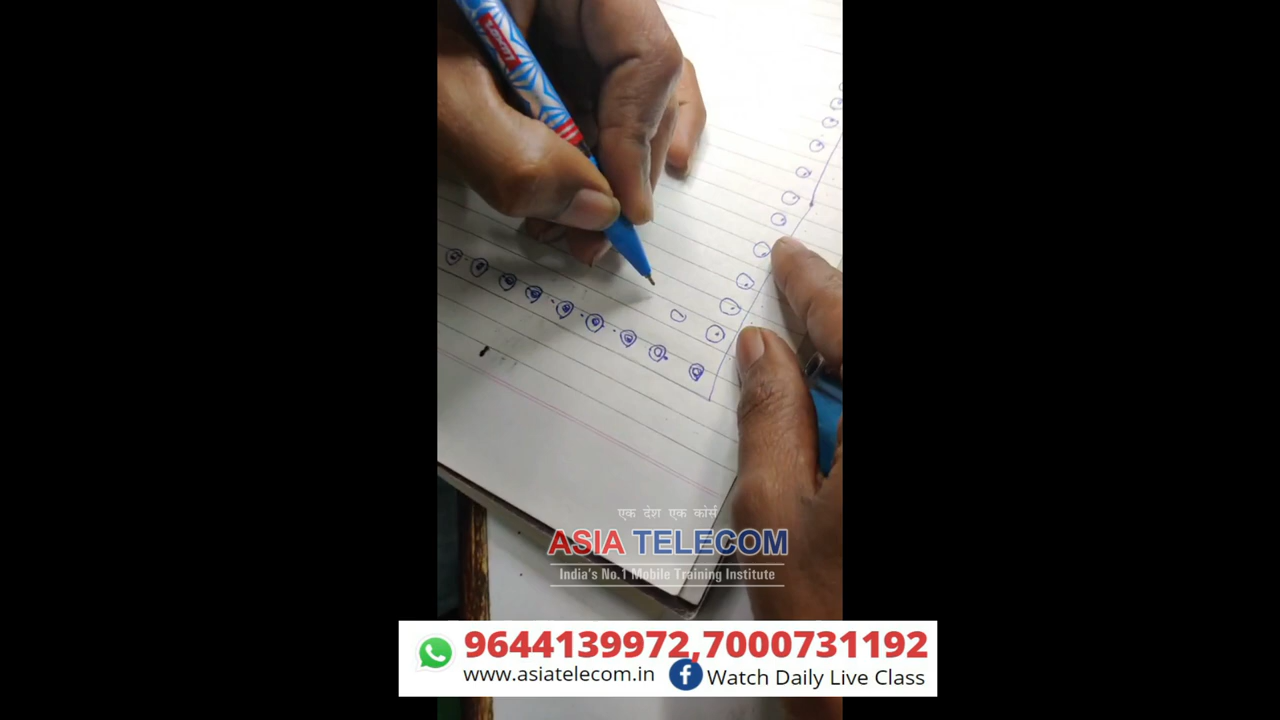 एक देश एक कोर्स
ASIA TELECOM
India's No.1 Mobile Training Institute
9644139972,7000731192
www.asiatelecom.in f Watch Daily Live Class